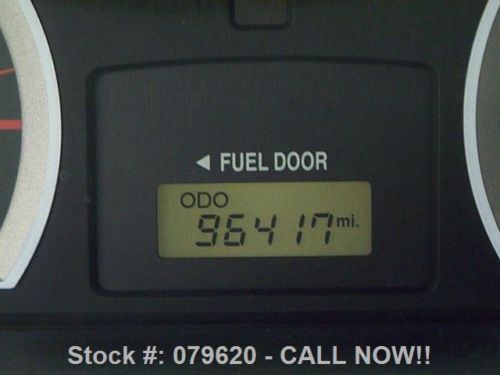 ◄ FUEL DOOR
ODO
96417 mi.
Stock #: 079620 - CALL NOW!!